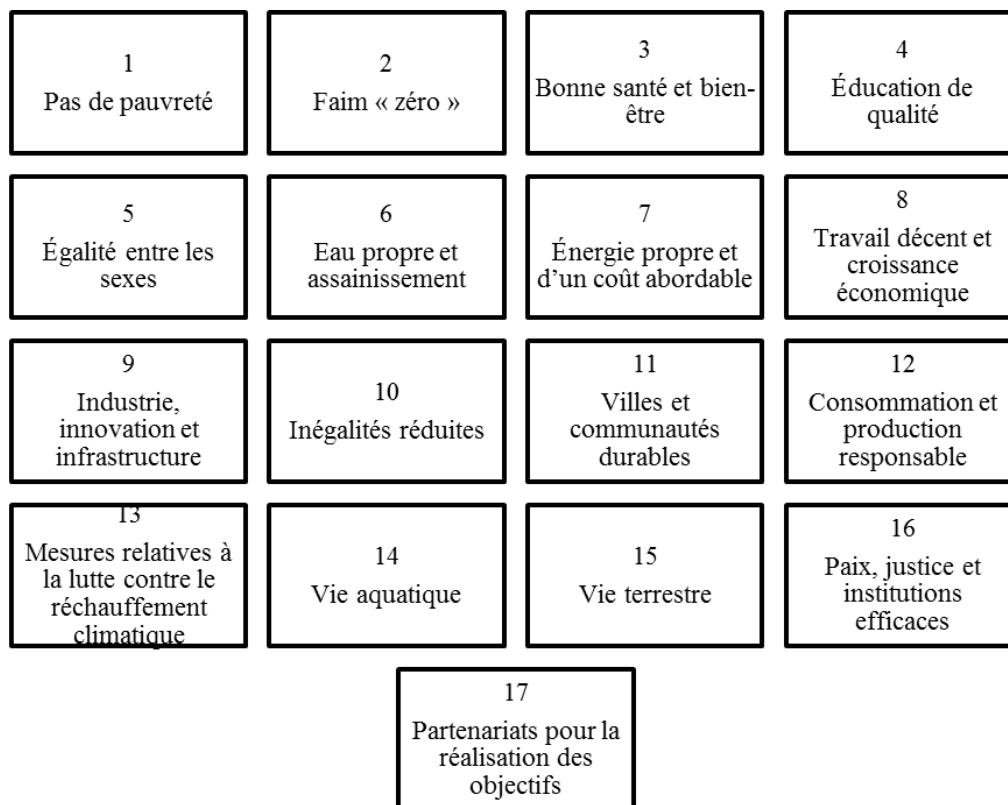 1
Pas de pauvreté
2
Faim « zéro »
3
Bonne santé et bien-
être
4
Éducation de
qualité
5
Égalité entre les
sexes
6
Eau propre et
assainissement
7
Énergie propre et
d’un coût abordable
8
Travail décent et
croissance
économique
9
Industrie,
innovation et
infrastructure
10
Inégalités réduites
11
Villes et
communautés
durables
12
Consommation et
production
responsable
13
Mesures relatives à
la lutte contre le
réchauffement
climatique
14
Vie aquatique
15
Vie terrestre
16
Paix, justice et
institutions
efficaces
17
Partenariats pour la
réalisation des
objectifs